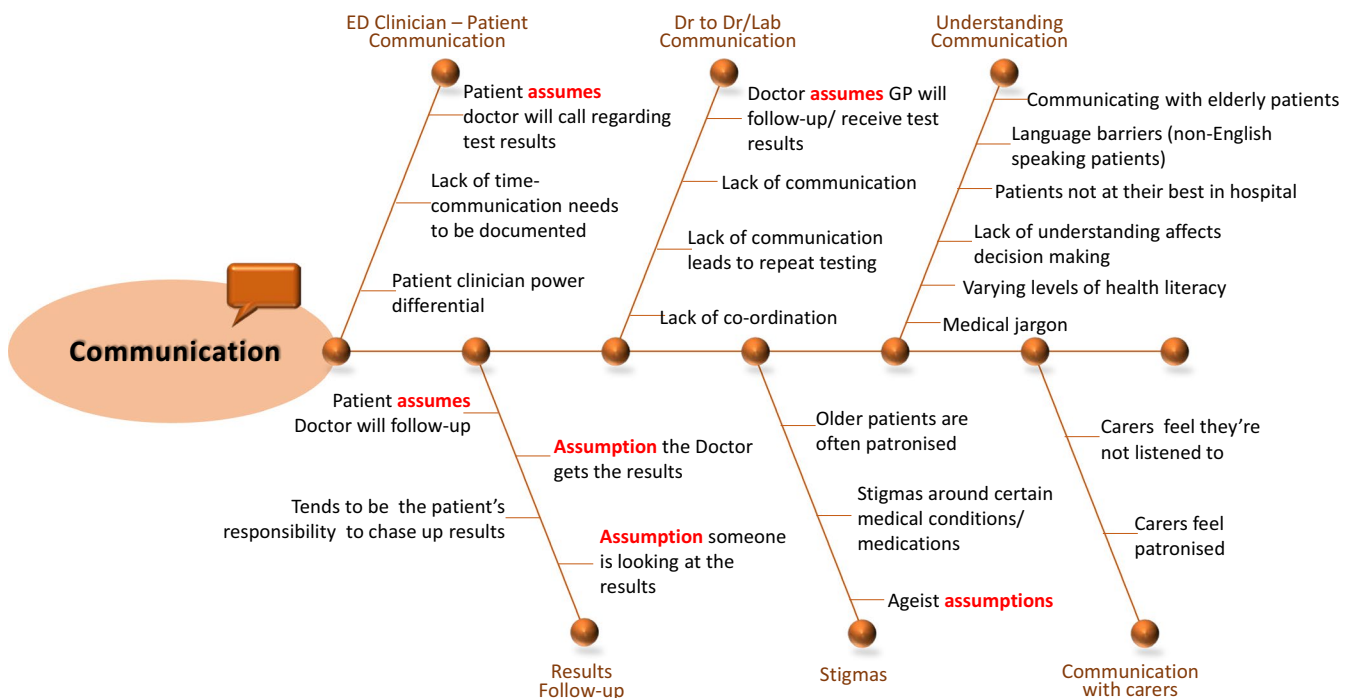 ED Clinician – Patient
Communication
Dr to Dr/Lab
Communication
Understanding
Communication
Patient assumes
doctor will call regarding
test results
Lack of time-
communication needs
to be documented
Patient clinician power
differential
Doctor assumes GP will
follow-up/ receive test
results
Lack of communication
Lack of communication
leads to repeat testing
Lack of co-ordination
Communicating with elderly patients
Language barriers (non-English
speaking patients)
Patients not at their best in hospital
Lack of understanding affects
decision making
Varying levels of health literacy
Medical jargon
Communication
Patient assumes
Doctor will follow-up
Assumption the Doctor
gets the results
Tends to be the patient's
responsibility to chase up results
Assumption someone
is looking at the
results
Older patients are
often patronised
Stigmas around certain
medical conditions/
medications
Ageist assumptions
Carers feel they're
not listened to
Carers feel
patronised
Results
Follow-up
Stigmas
Communication
with carers